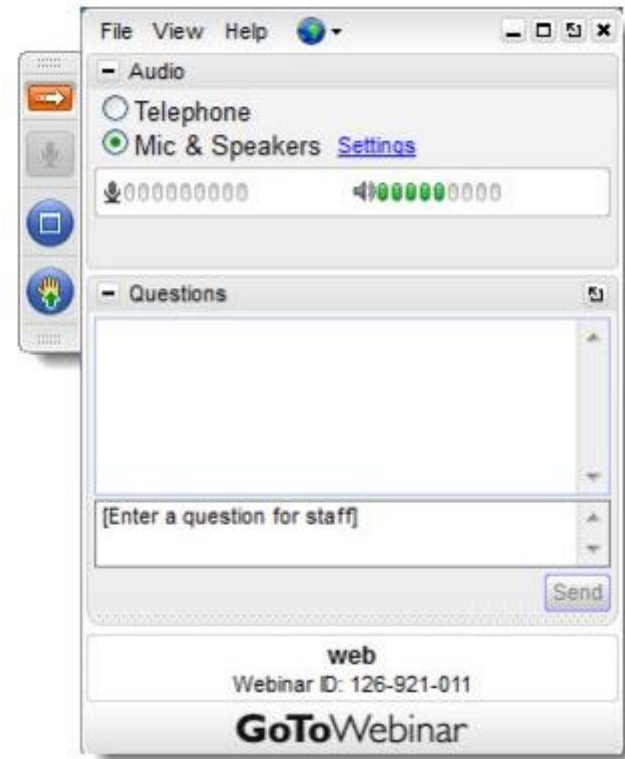 File View Help
Audio
Telephone
Mic & Speakers Settings
Questions
[Enter a question for staff]
Send
web
Webinar ID: 126-921-011
GoToWebinar